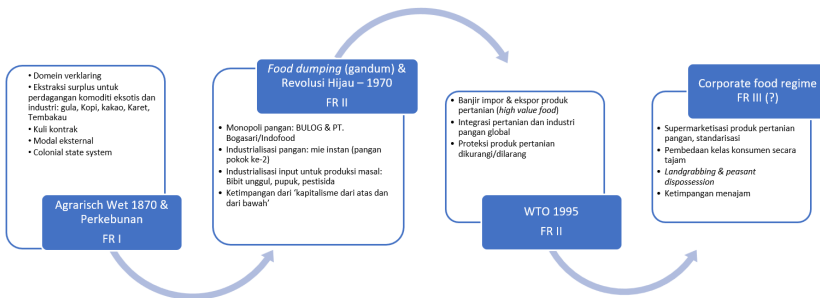 • Domein verklaring
• Ekstraksi surplus untuk
perdagangan komoditi eksotis dan
industri: gula, Kopi, kakao, Karet,
Tembakau
• Kuli kontrak
• Modal eksternal
• Colonial state system
Agrarisch Wet 1870 &
Perkebunan
FR I
Food dumping (gandum) &
Revolusi Hijau – 1970
FR II
• Monopoli pangan: BULOG & PT.
Bogasari/Indofood
• Industrialisasi pangan: mie instan (pangan
pokok ke-2)
• Industrialisasi input untuk produksi masal:
Bibit unggul, pupuk, pestisida
• Ketimpangan dari ‘kapitalisme dari atas dan
dari bawah’
• Banjir impor & ekspor produk
pertanian (high value food)
• Integrasi pertanian dan industri
pangan global
• Proteksi produk pertanian
dikurangi/dilarang
WTO 1995
FR II
Corporate food regime
FR III (?)
• Supermarketisasi produk pertanian
pangan, standarisasi
• Pembedaan kelas konsumen secara
tajam
• Landgrabbing & peasant
dispossession
• Ketimpangan menajam